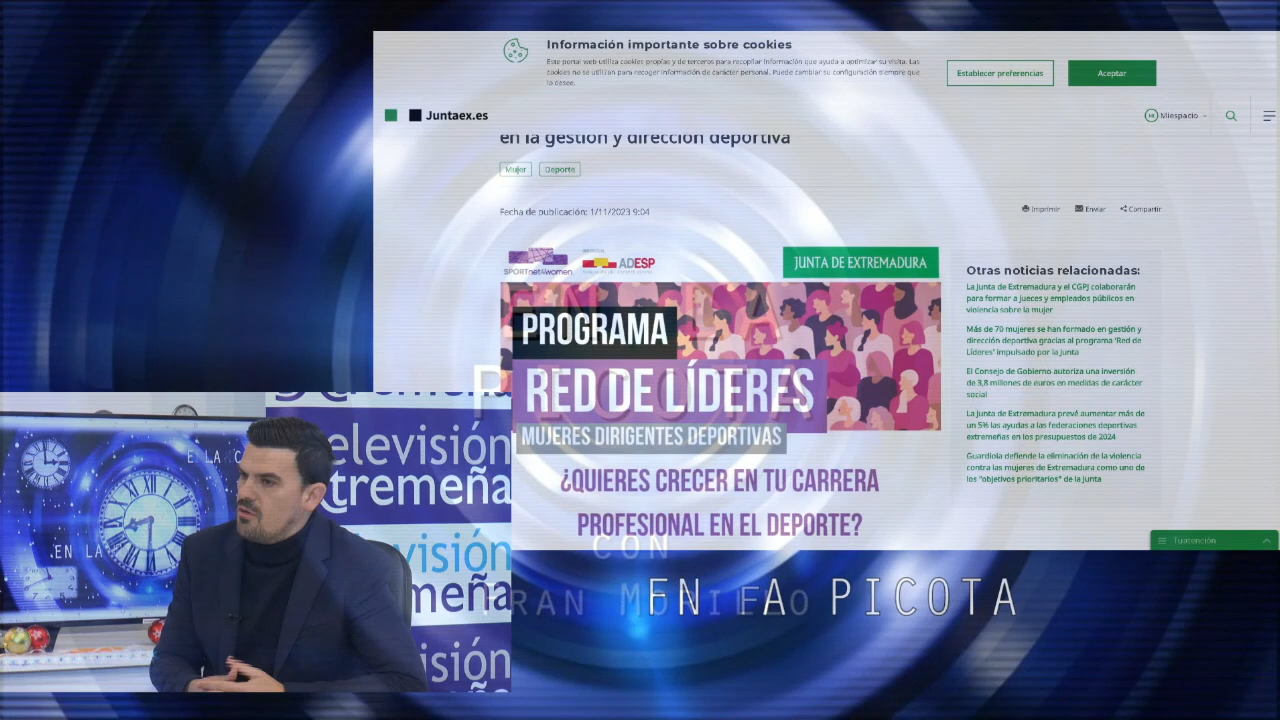 Información importante sobre cookies
Este portal web utiliza cookies propias y de terceros para recopilar información que ayuda a optimizar su visita. Las
cookies no se utilizan para recoger información de carácter personal. Puede cambiar su configuración siempre que
lo desee.
Establecer preferencias
Aceptar
Juntaex.es
Miespacio
en la gestión y dirección deportiva
Mujer
Deporte
Fecha de publicación: 1/11/2023 9:04
Imprimir
Enviar
Compartir
SPORTnet4women
ADESP
JUNTA DE EXTREMADURA
PROGRAMA
RED DE LÍDERES
MUJERES DIRIGENTES DEPORTIVAS
¿QUIERES CRECER EN TU CARRERA
PROFESIONAL EN EL DEPORTE?
Otras noticias relacionadas:
La Junta de Extremadura y el CGPJ colaborarán
para formar a jueces y empleados públicos en
violencia sobre la mujer
Más de 70 mujeres se han formado en gestión y
dirección deportiva gracias al programa 'Red de
Líderes' impulsado por la Junta
El Consejo de Gobierno autoriza una inversión
de 3,8 millones de euros en medidas de carácter
social
La Junta de Extremadura prevé aumentar más de
un 5% las ayudas a las federaciones deportivas
extremeñas en los presupuestos de 2024
Guardiola defiende la eliminación de la violencia
contra las mujeres de Extremadura como uno de
los "objetivos prioritarios" de la Junta
Tuatención
elevisión
tremeña
visión
meña
isión
EN LA
CON
EN LA PICOTA